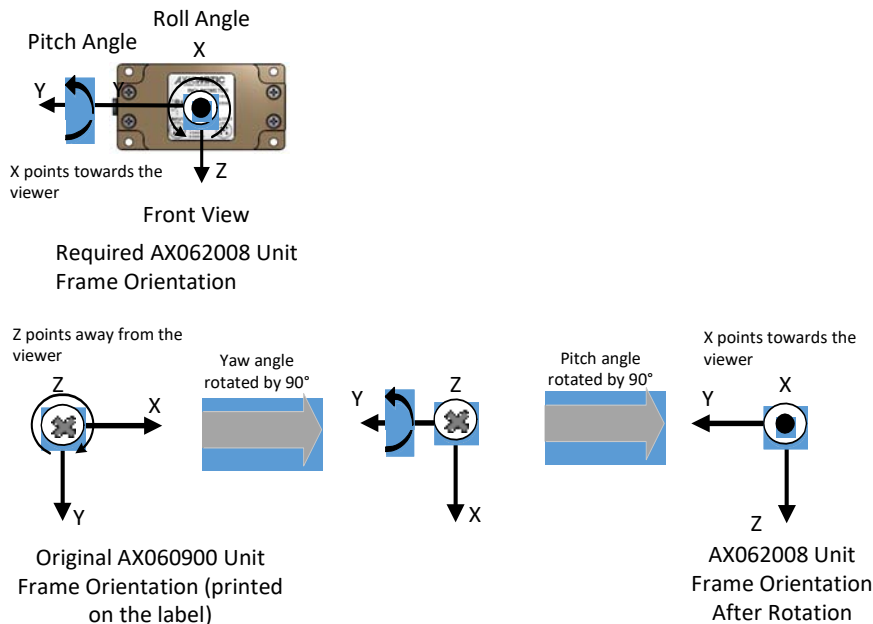 Roll Angle
Pitch Angle
X
Y
Y
Z
X points towards the
viewer
Front View
Required AX062008 Unit
Frame Orientation
Z points away from the
viewer
Z
X
Y
Yaw angle
rotated by 90°
Y
Z
X
Pitch angle
rotated by 90°
X points towards the
viewer
Y
X
Z
Original AX060900 Unit
Frame Orientation (printed
on the label)
AX062008 Unit
Frame Orientation
After Rotation